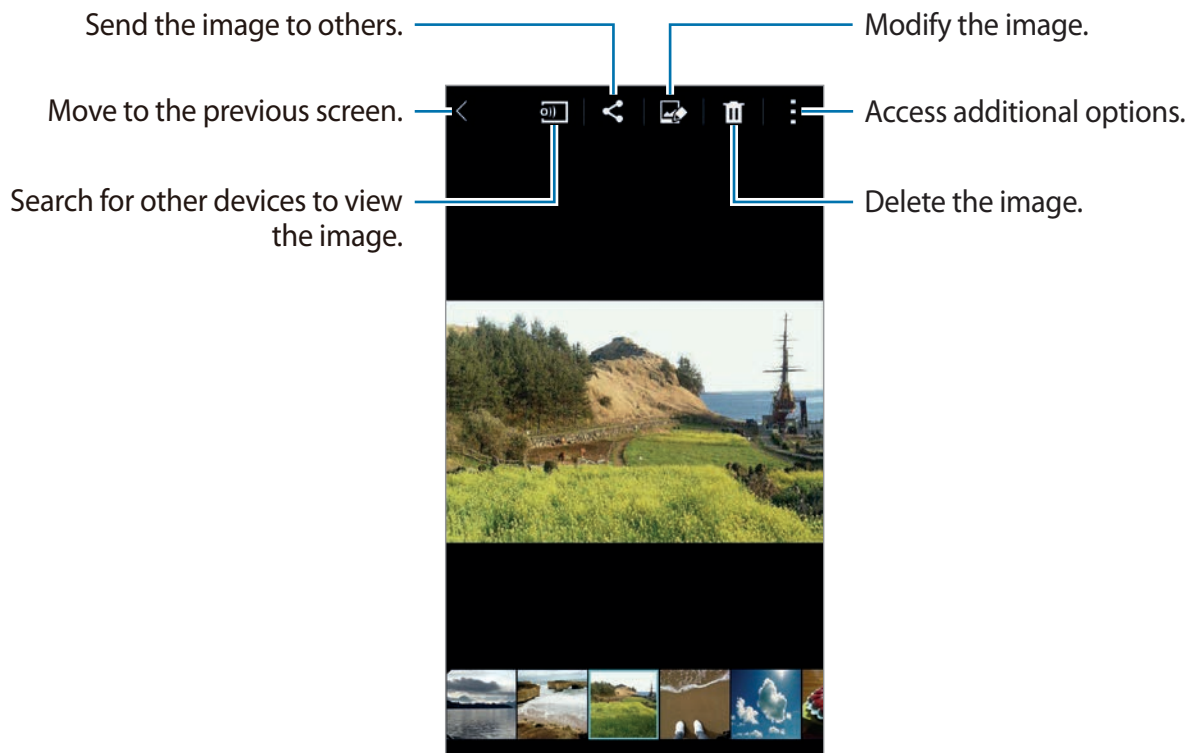 Send the image to others.
Modify the image.
Move to the previous screen.
Access additional options.
Search for other devices to view
the image.
Delete the image.